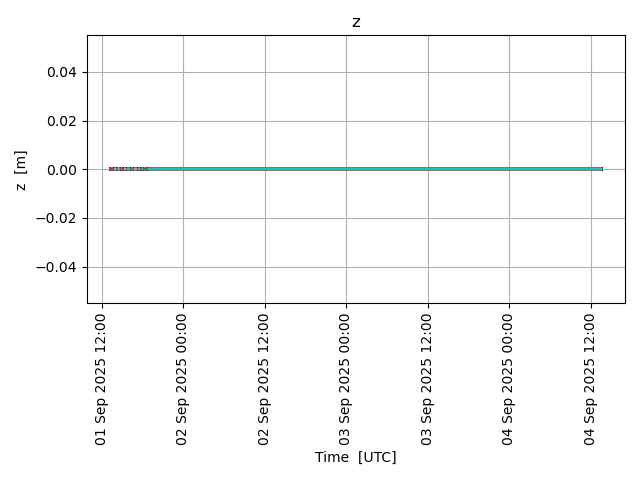 z
0.04
0.02
0.00
−0.02
−0.04
z [m]
01 Sep 2025 12:00
02 Sep 2025 00:00
02 Sep 2025 12:00
03 Sep 2025 00:00
03 Sep 2025 12:00
04 Sep 2025 00:00
04 Sep 2025 12:00
Time [UTC]